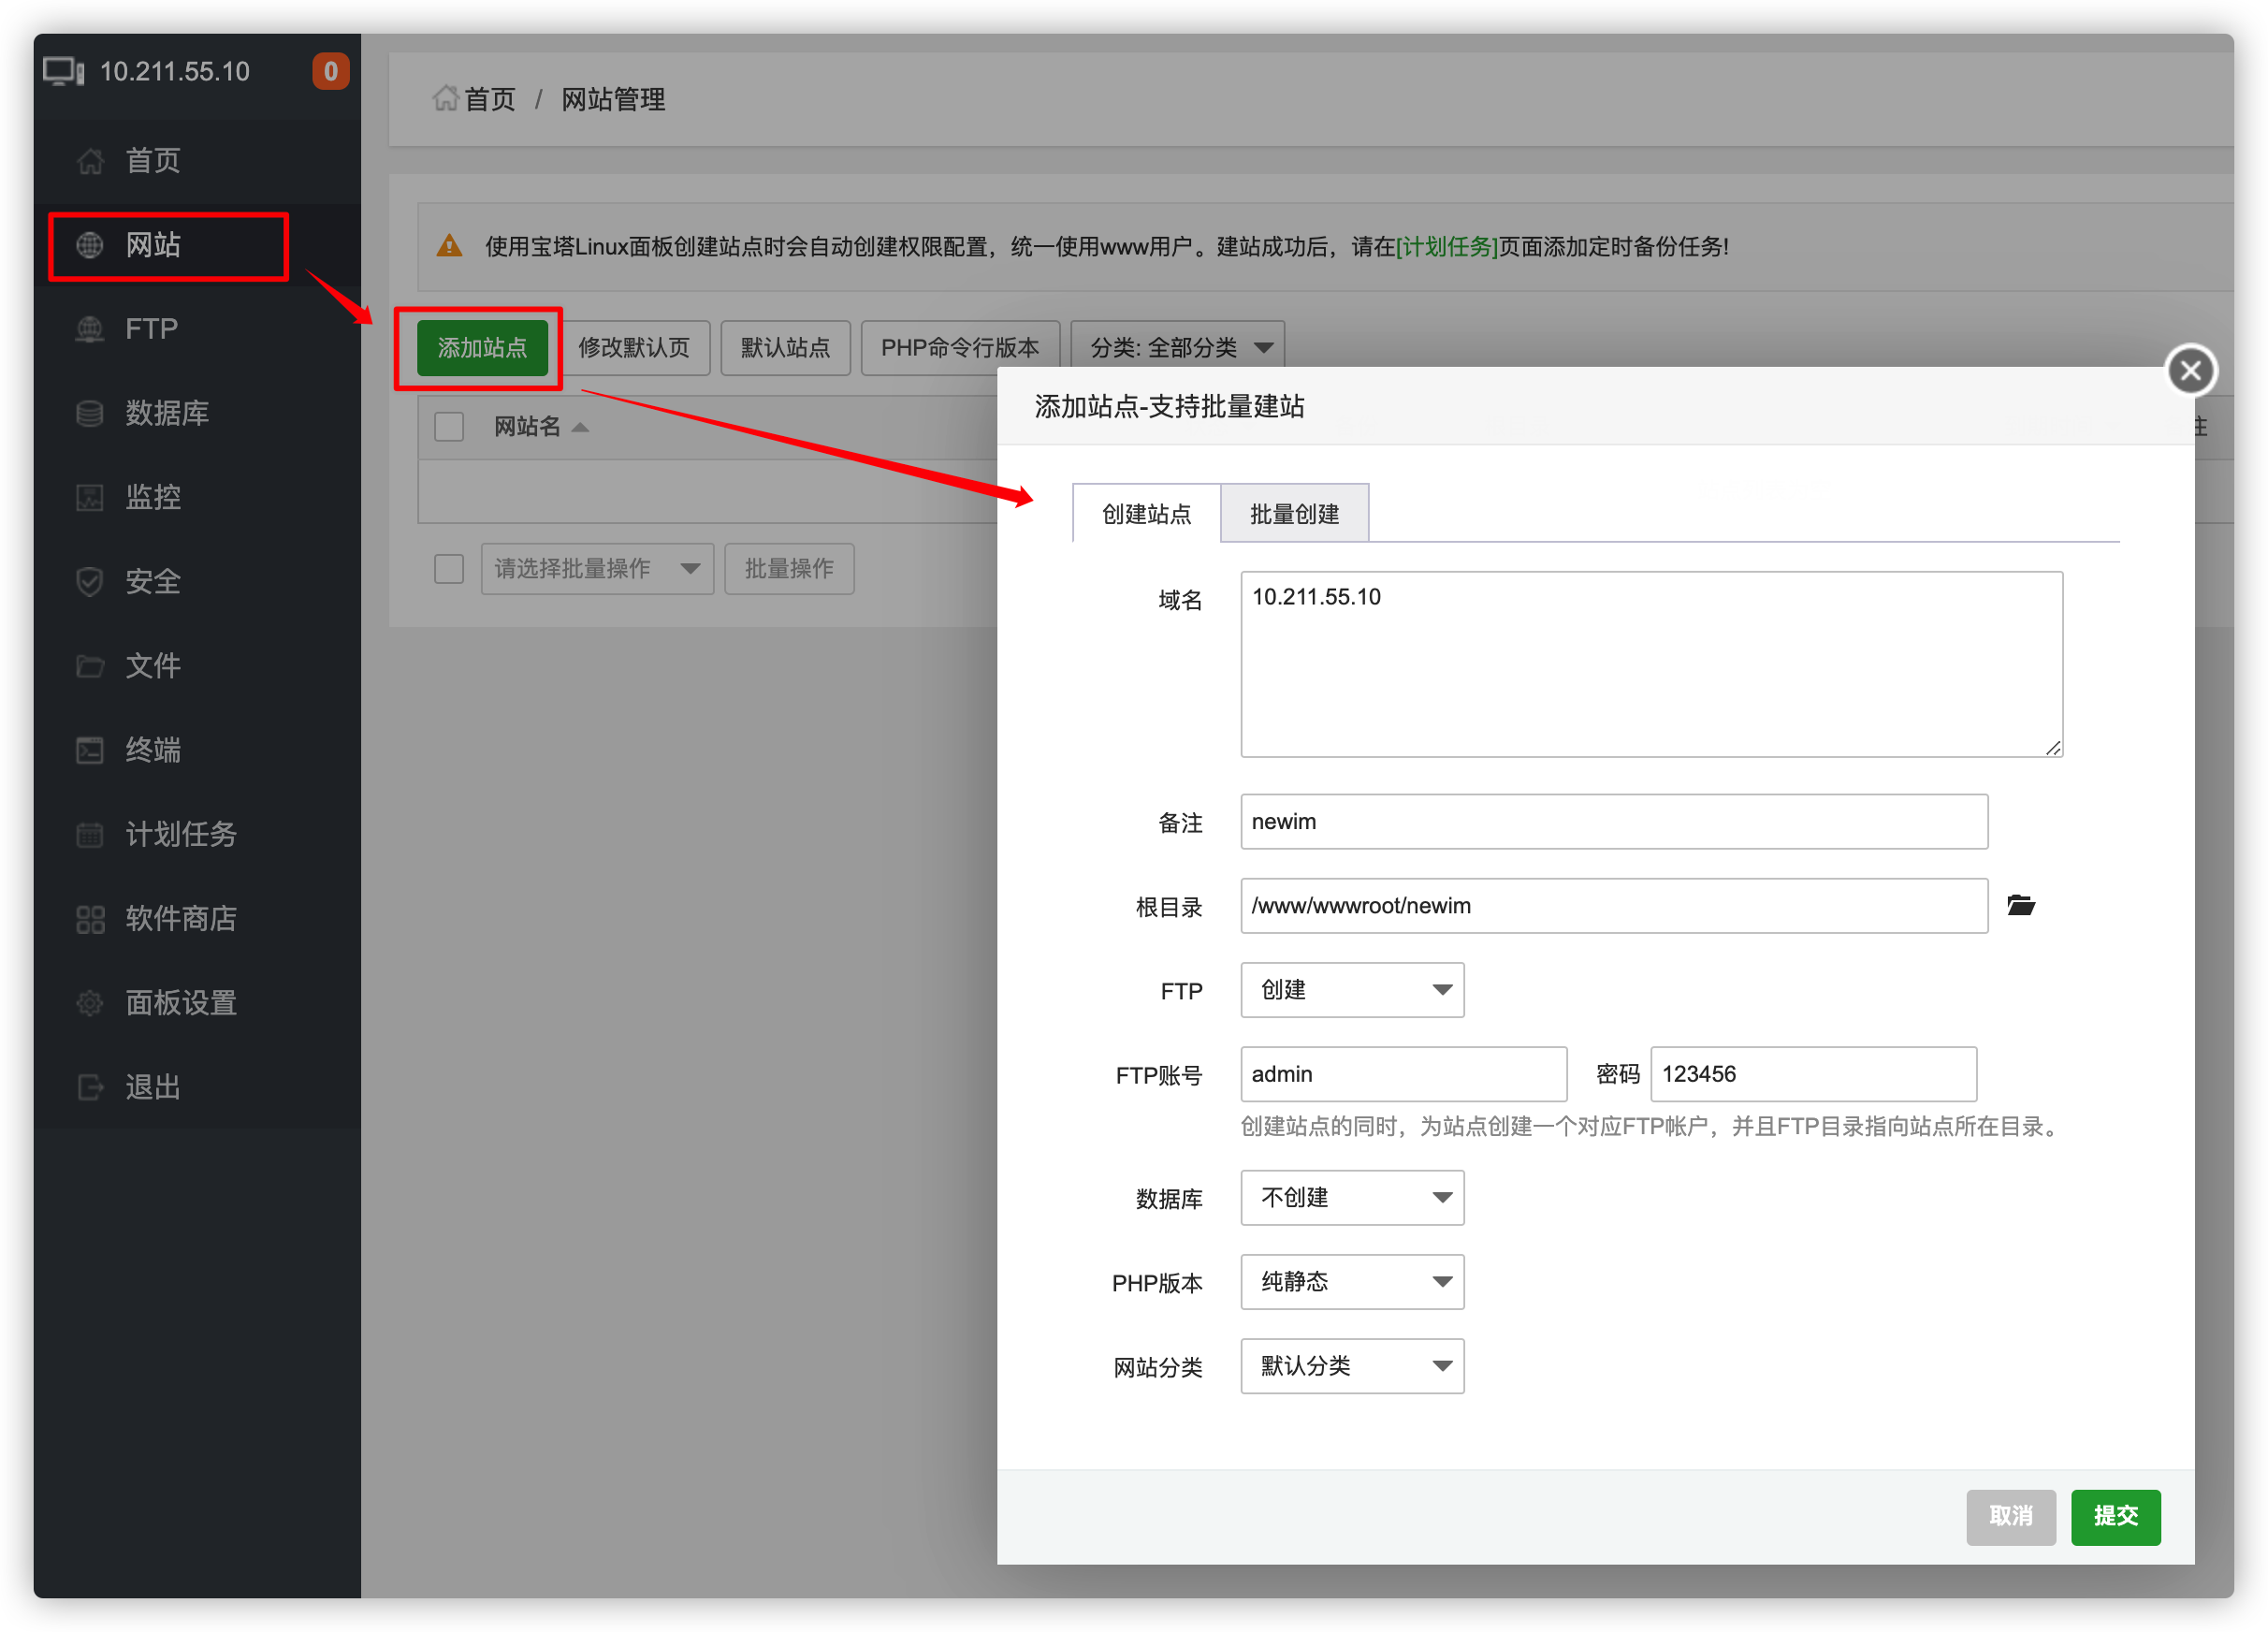 10.211.55.10
0
首页
网站
FTP
数据库
监控
安全
文件
终端
计划任务
软件商店
面板设置
退出
首页 / 网站管理
使用宝塔Linux面板创建站点时会自动创建权限配置，统一使用www用户。建站成功后，请在[计划任务]页面添加定时备份任务!
添加站点 修改默认页 默认站点 PHP命令行版本 分类: 全部分类
网站名
注
请选择批量操作 批量操作
添加站点-支持批量建站
创建站点 批量创建
域名 10.211.55.10
备注 newim
根目录 /www/wwwroot/newim
FTP 创建
FTP账号 admin 密码 123456
创建站点的同时，为站点创建一个对应FTP帐户，并且FTP目录指向站点所在目录。
数据库 不创建
PHP版本 纯静态
网站分类 默认分类
取消 提交